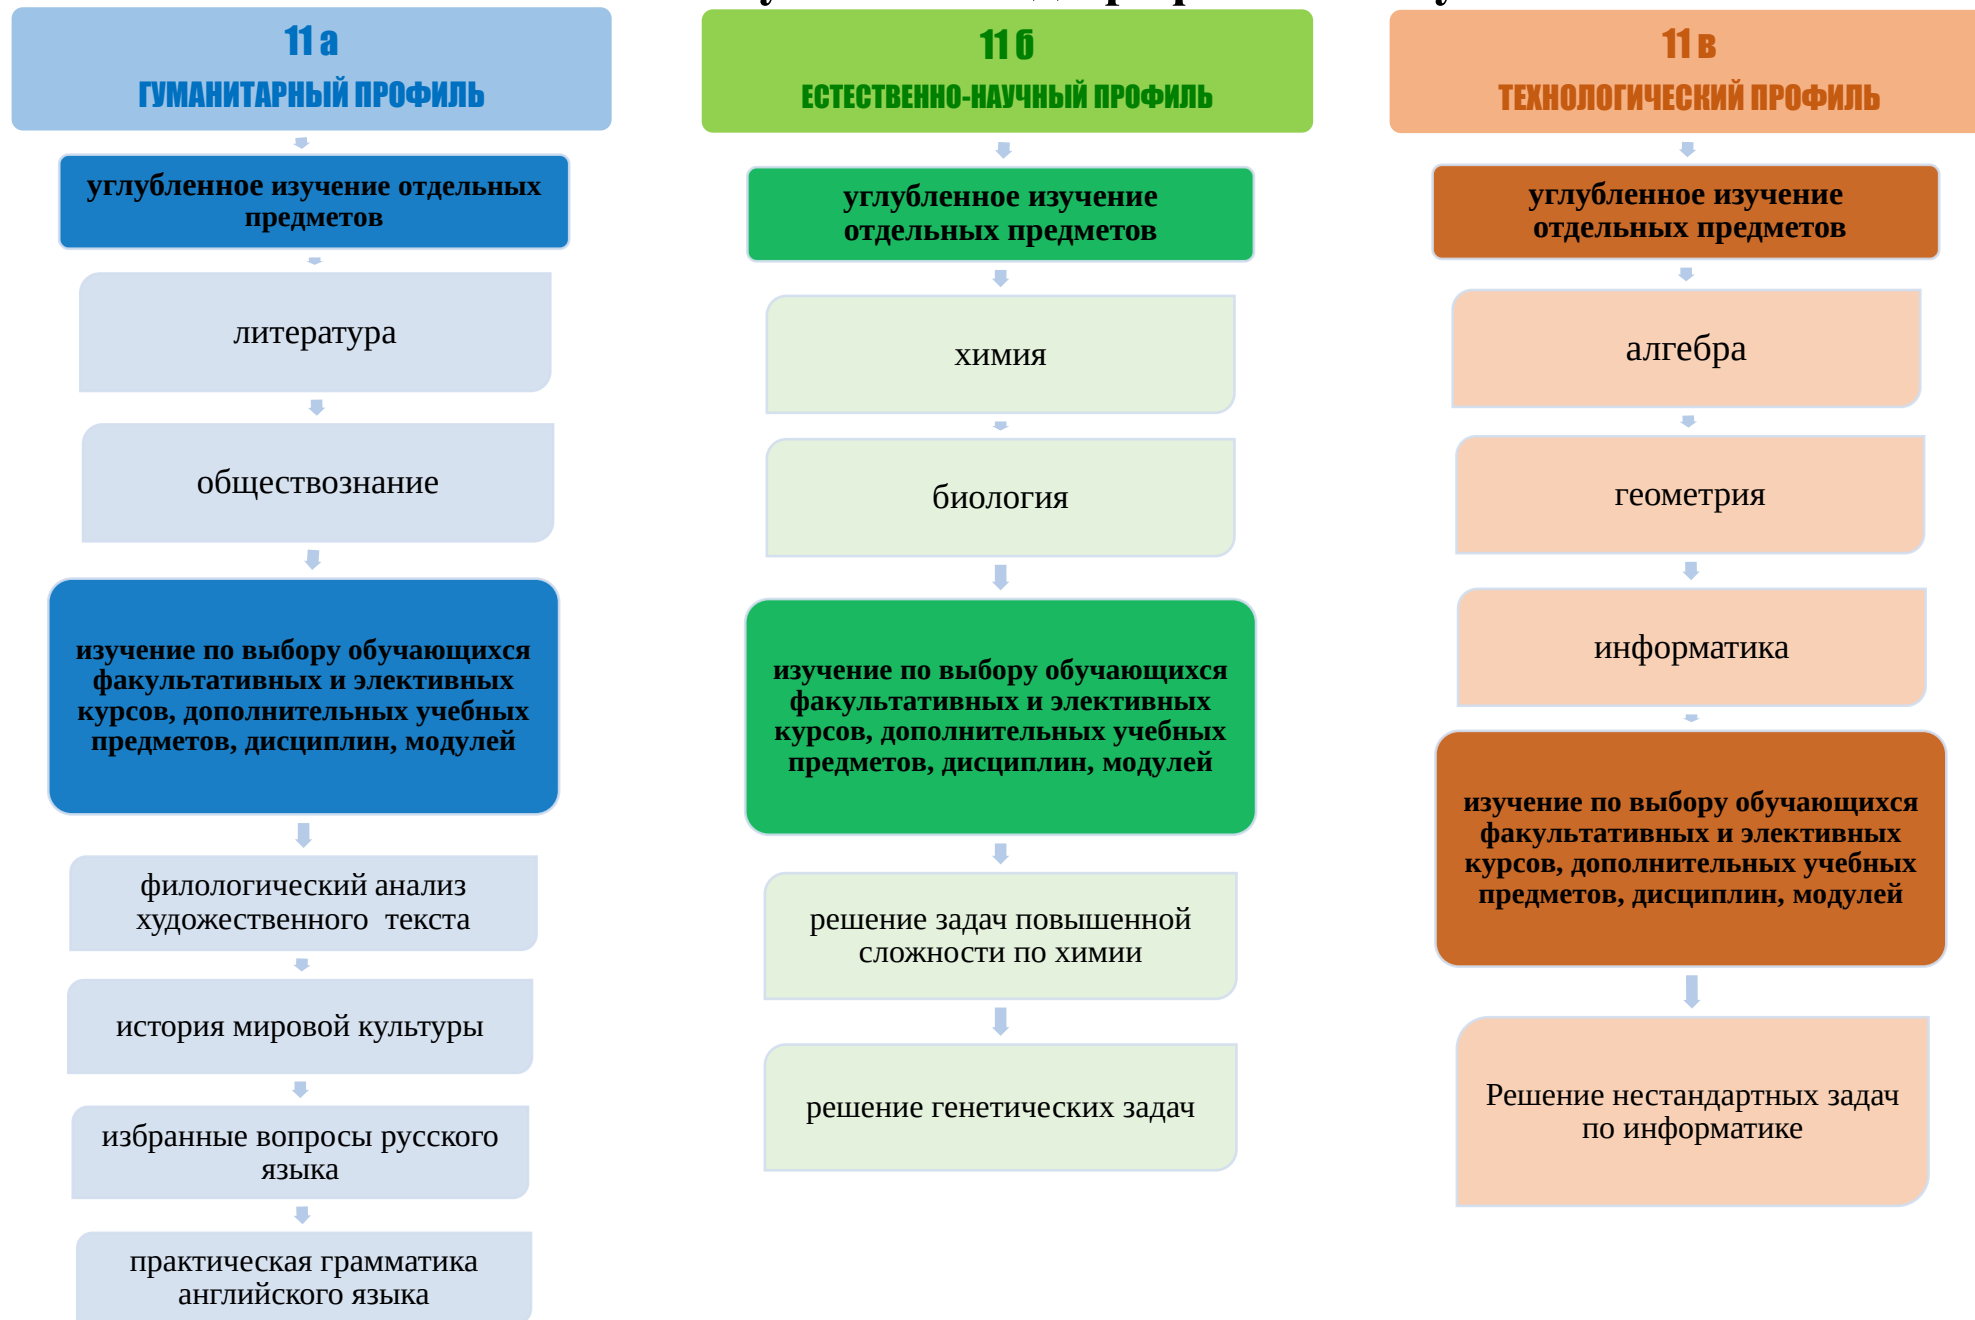 11 а
ГУМАНИТАРНЫЙ ПРОФИЛЬ
углубленное изучение отдельных
предметов
литература
обществознание
изучение по выбору обучающихся
факультативных и элективных
курсов, дополнительных учебных
предметов, дисциплин, модулей
филологический анализ
художественного текста
история мировой культуры
избранные вопросы русского
языка
практическая грамматика
английского языка
11 б
ЕСТЕСТВЕННО-НАУЧНЫЙ ПРОФИЛЬ
углубленное изучение
отдельных предметов
химия
биология
изучение по выбору обучающихся
факультативных и элективных
курсов, дополнительных учебных
предметов, дисциплин, модулей
решение задач повышенной
сложности по химии
решение генетических задач
11 в
ТЕХНОЛОГИЧЕСКИЙ ПРОФИЛЬ
углубленное изучение
отдельных предметов
алгебра
геометрия
информатика
изучение по выбору обучающихся
факультативных и элективных
курсов, дополнительных учебных
предметов, дисциплин, модулей
Решение нестандартных задач
по информатике